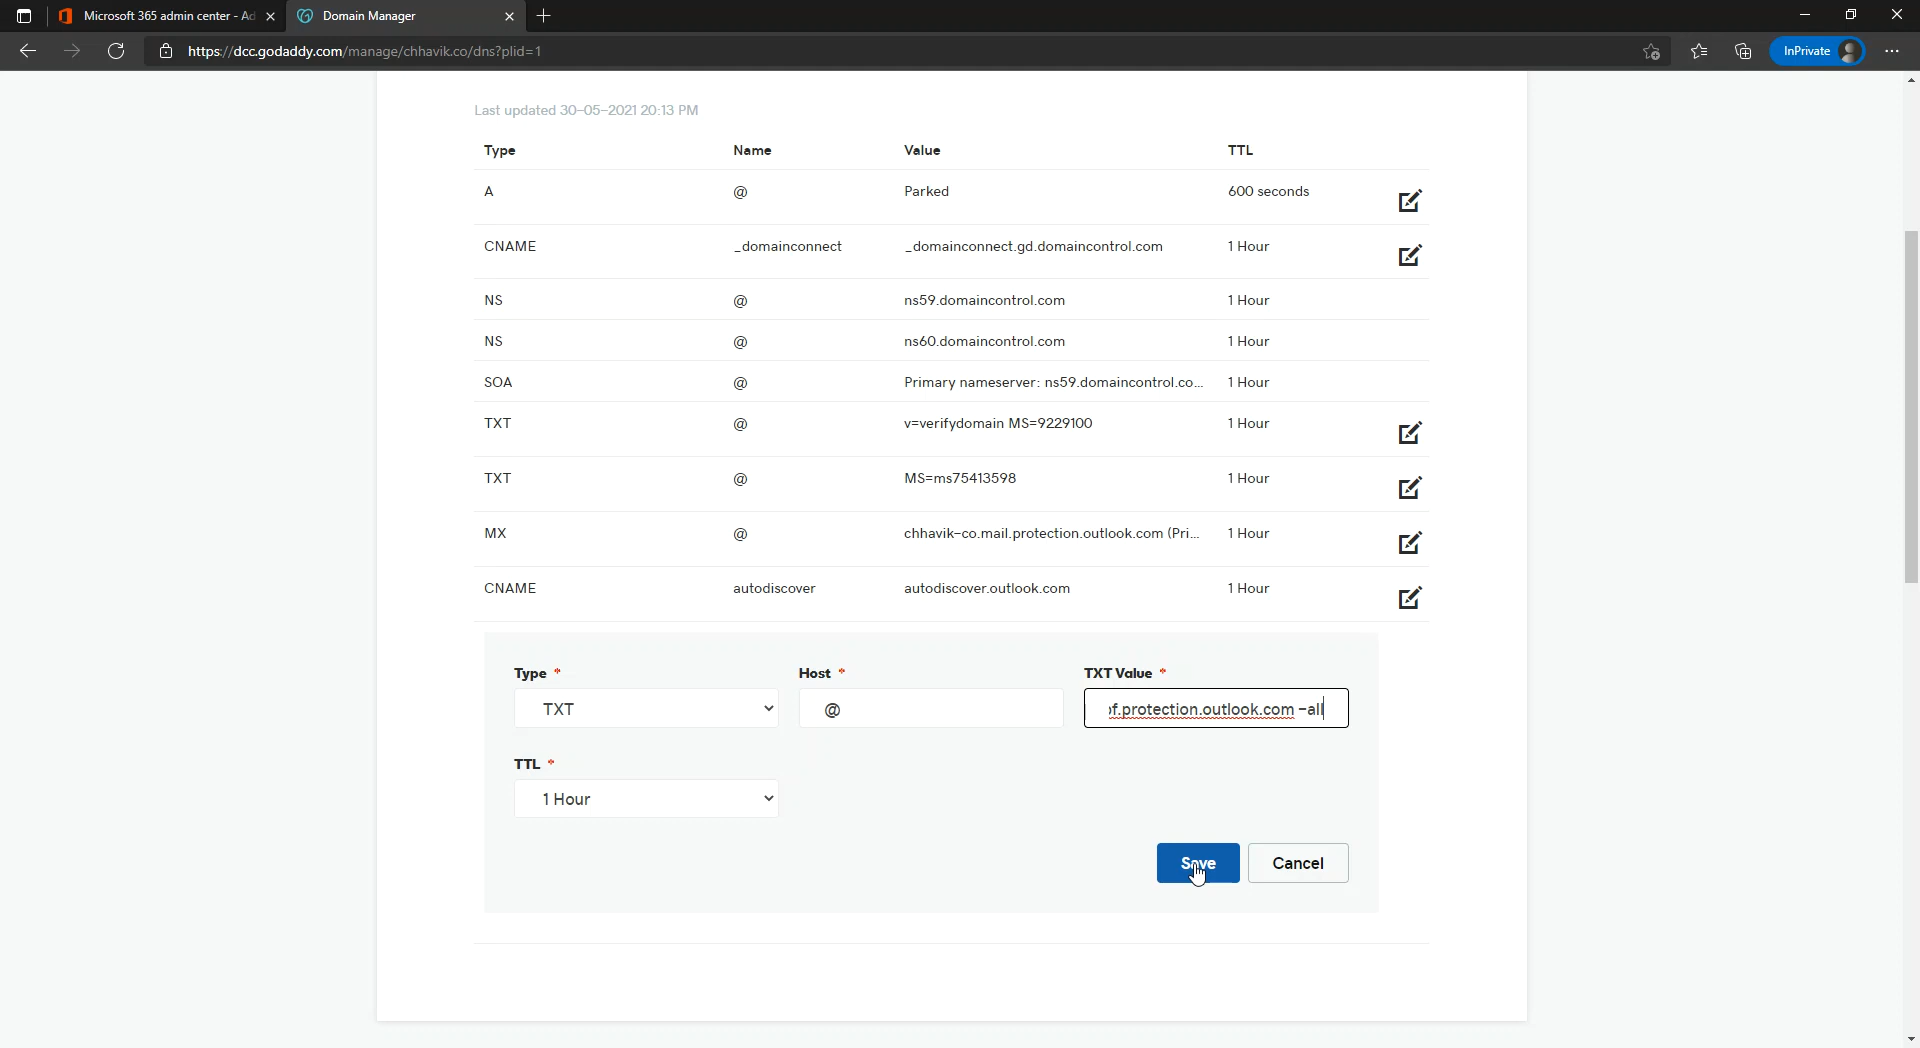 Microsoft 365 admin center - Ad
Domain Manager
https://dcc.godaddy.com/manage/chhavik.co/dns?plid=1
InPrivate
Last updated 30-05-2021 20:13 PM
Type Name Value TTL
A @ Parked 600 seconds
CNAME _domainconnect _domainconnect.gd.domaincontrol.com 1 Hour
NS @ ns59.domaincontrol.com 1 Hour
NS @ ns60.domaincontrol.com 1 Hour
SOA @ Primary nameserver: ns59.domaincontrol.co... 1 Hour
TXT @ v=verifydomain MS=9229100 1 Hour
TXT @ MS=ms75413598 1 Hour
MX @ chhavik-co.mail.protection.outlook.com (Pri... 1 Hour
CNAME autodiscover autodiscover.outlook.com 1 Hour
Type * Host * TXT Value *
TXT @ pf.protection.outlook.com -all
TTL *
1 Hour
Save Cancel